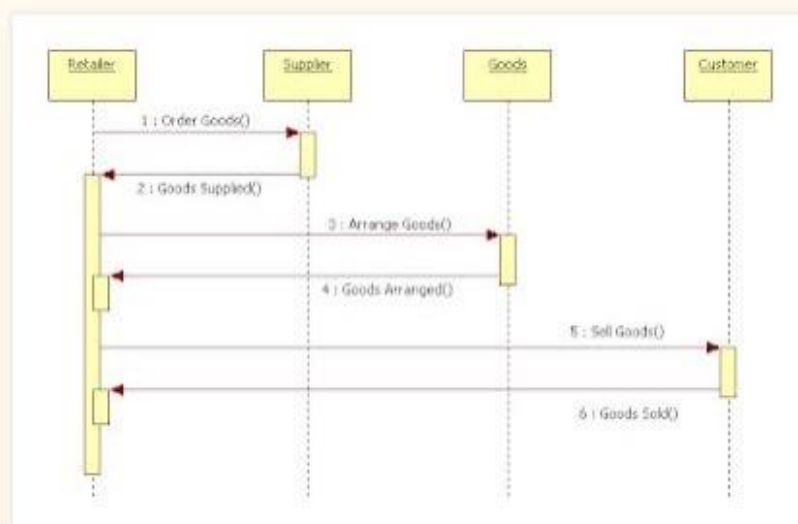 Retailer
Supplier
Goods
Customer
1 : Order Goods()
2 : Goods Supplied()
3 : Arrange Goods()
4 : Goods Arranged()
5 : Sell Goods()
6 : Goods Sold()